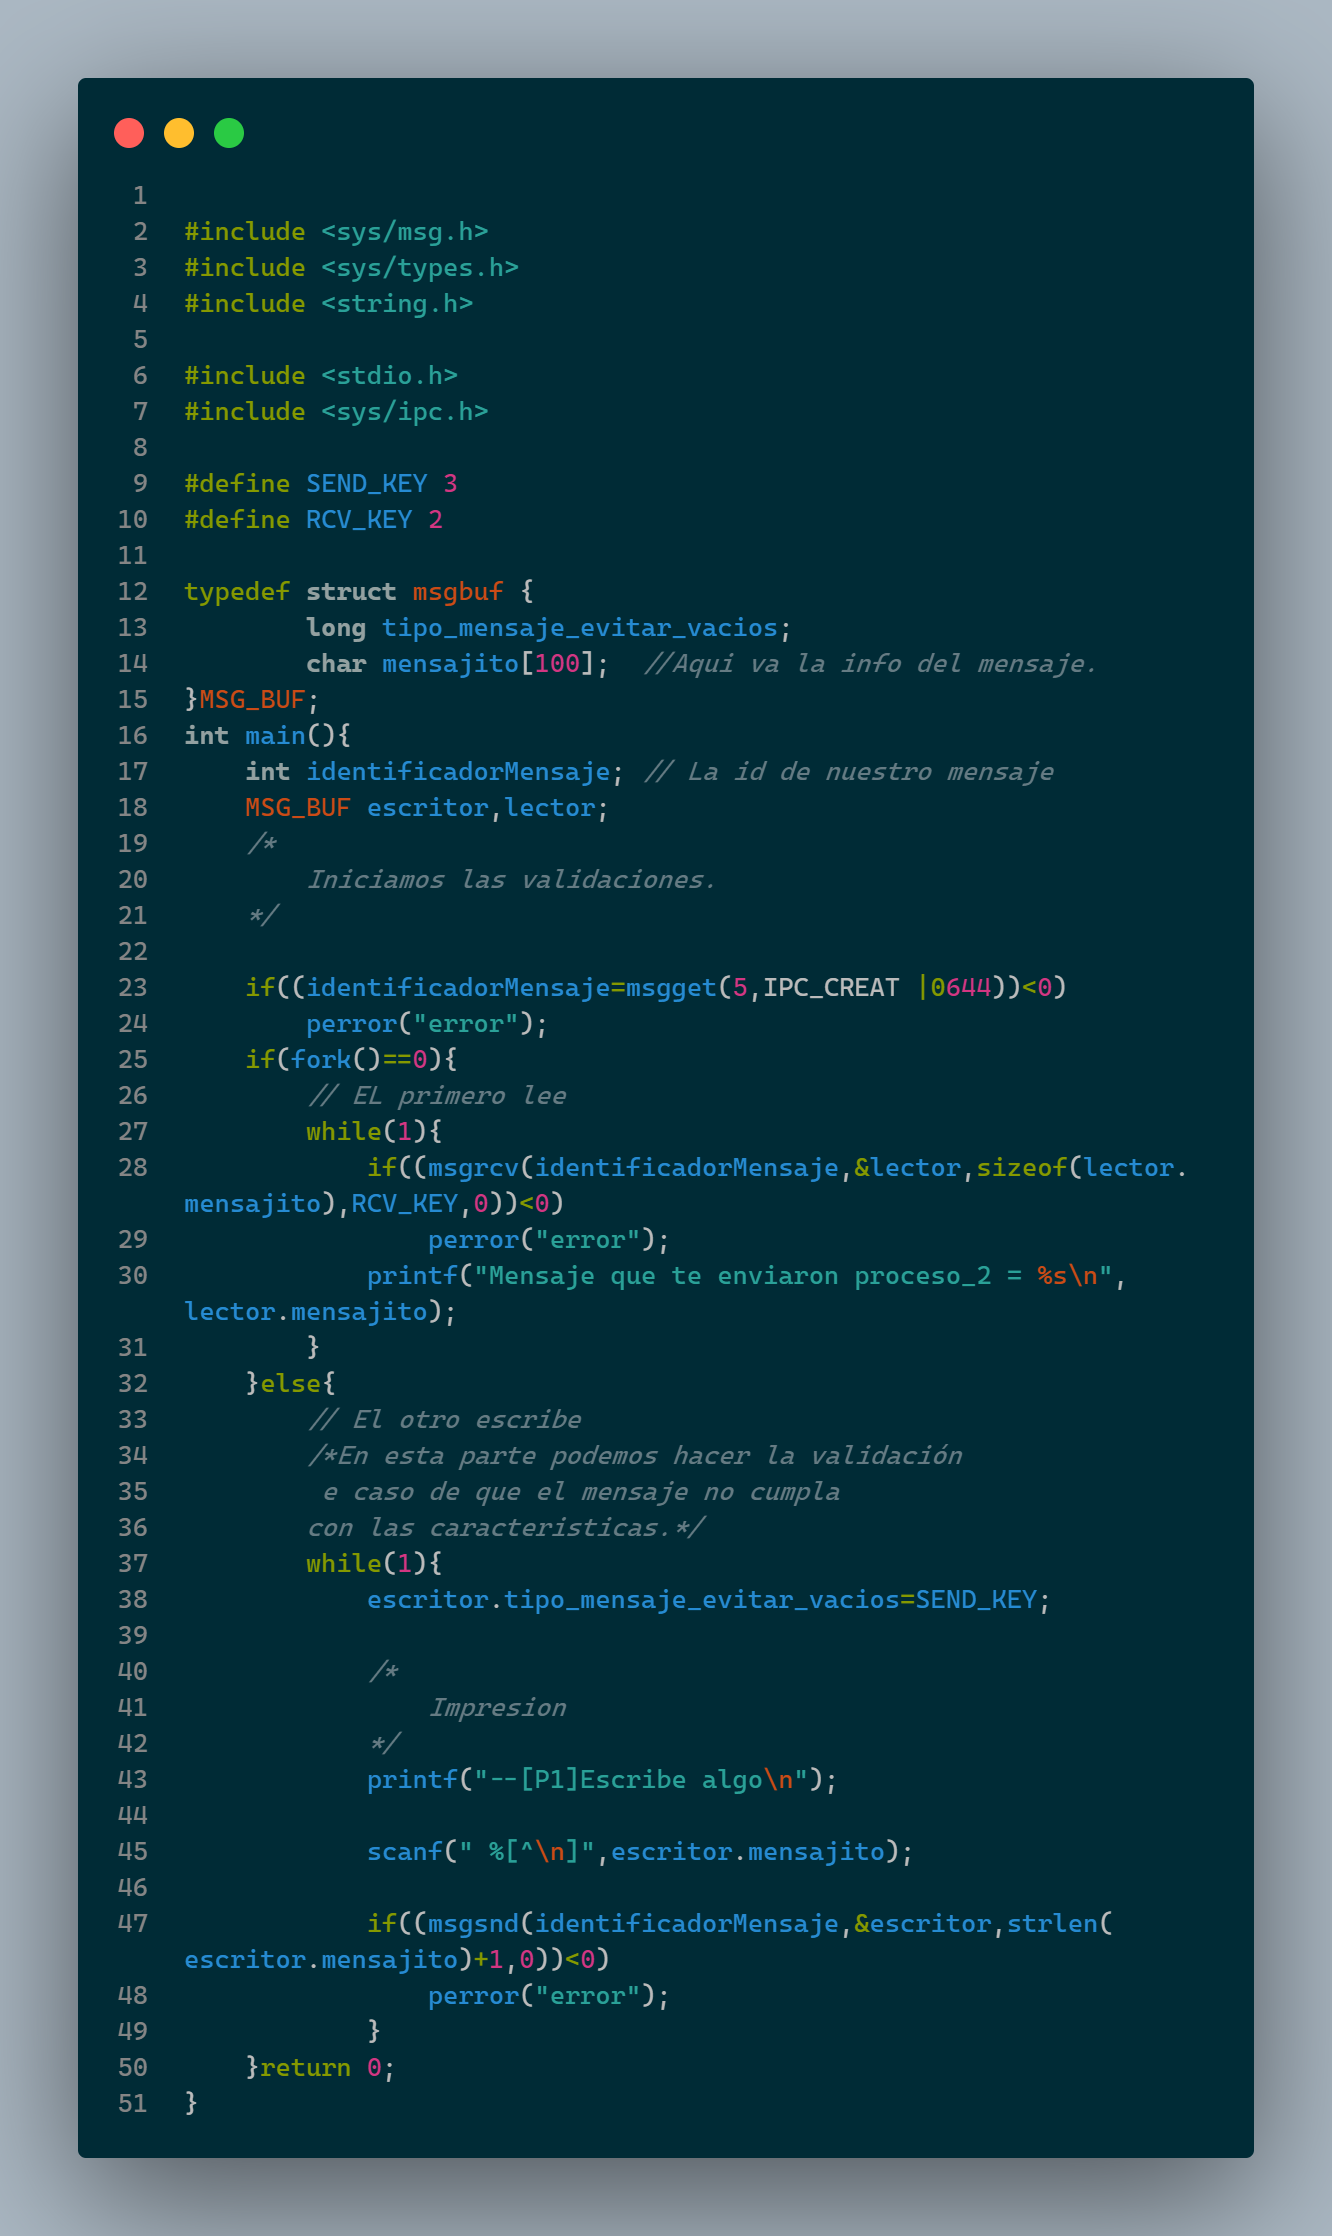 1
2 #include <sys/msg.h>
3 #include <sys/types.h>
4 #include <string.h>
5
6 #include <stdio.h>
7 #include <sys/ipc.h>
8
9 #define SEND_KEY 3
10 #define RCV_KEY 2
11
12 typedef struct msgbuf {
13         long tipo_mensaje_evitar_vacios;
14         char mensajito[100];  //Aqui va la info del mensaje.
15 }MSG_BUF;
16 int main(){
17     int identificadorMensaje; // La id de nuestro mensaje
18     MSG_BUF escritor,lector;
19     /*
20         Iniciamos las validaciones.
21     */
22
23     if((identificadorMensaje=msgget(5,IPC_CREAT |0644))<0)
24         perror("error");
25     if(fork()==0){
26         // EL primero lee
27         while(1){
28             if((msgrcv(identificadorMensaje,&lector,sizeof(lector.
mensajito),RCV_KEY,0))<0)
29                 perror("error");
30             printf("Mensaje que te enviaron proceso_2 = %s\n",
lector.mensajito);
31         }
32     }else{
33         // El otro escribe
34         /*En esta parte podemos hacer la validación
35          e caso de que el mensaje no cumpla
36         con las caracteristicas.*/
37         while(1){
38             escritor.tipo_mensaje_evitar_vacios=SEND_KEY;
39
40             /*
41                 Impresion
42             */
43             printf("--[P1]Escribe algo\n");
44
45             scanf(" %[^\n]",escritor.mensajito);
46
47             if((msgsnd(identificadorMensaje,&escritor,strlen(
escritor.mensajito)+1,0))<0)
48                 perror("error");
49             }
50     }return 0;
51 }